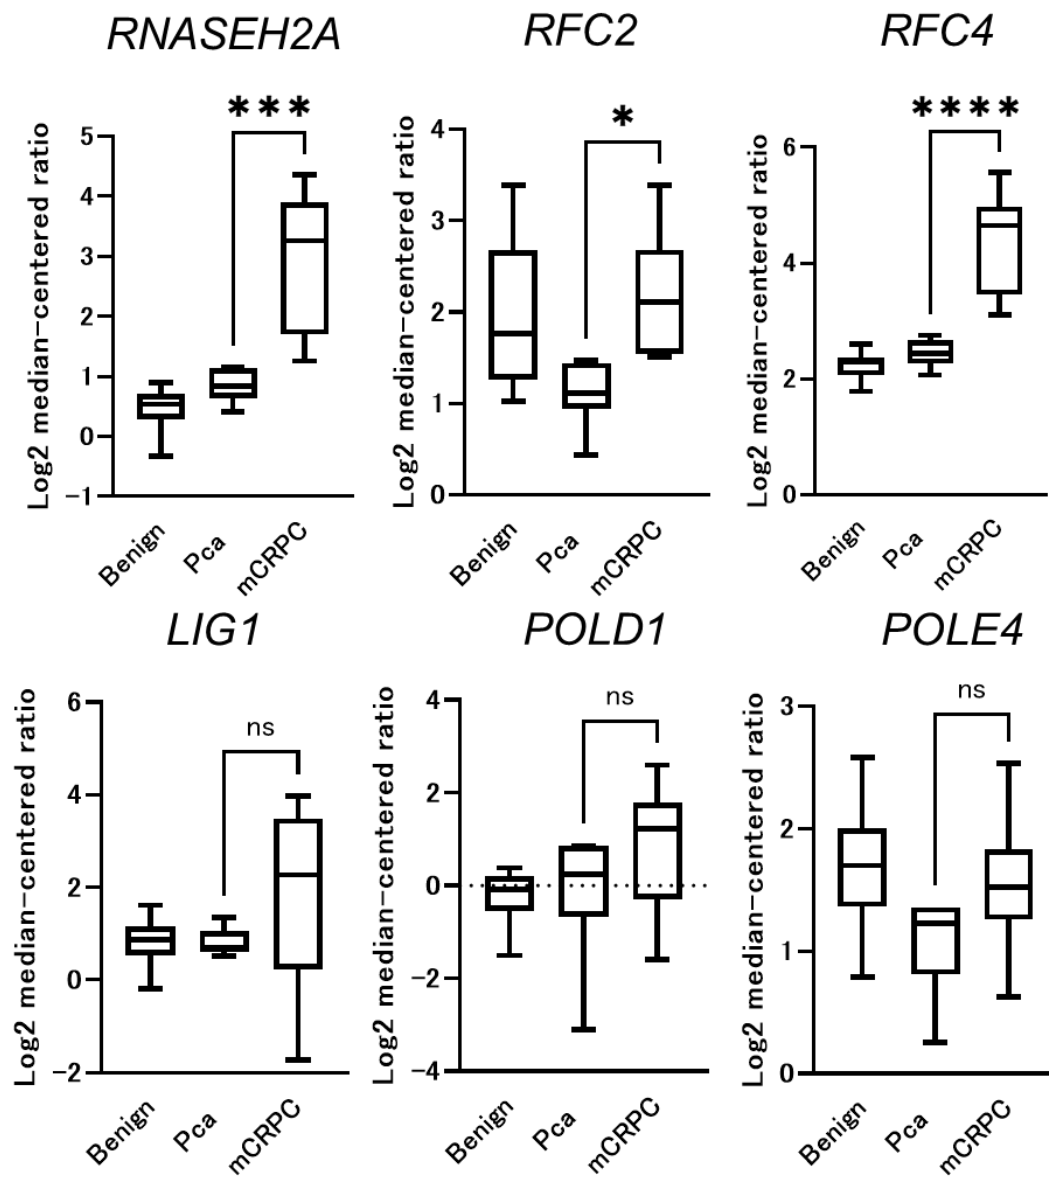 RNASEH2A
RFC2
RFC4
***
*
****
Log2 median-centered ratio
5
4
3
2
1
0
-1
Benign
Pca
mCRPC
Log2 median-centered ratio
4
3
2
1
0
Benign
Pca
mCRPC
Log2 median-centered ratio
6
4
2
0
Benign
Pca
mCRPC
LIG1
POLD1
POLE4
ns
ns
ns
Log2 median-centered ratio
6
4
2
0
-2
Benign
Pca
mCRPC
Log2 median-centered ratio
4
2
0
-2
-4
Benign
Pca
mCRPC
Log2 median-centered ratio
3
2
1
0
Benign
Pca
mCRPC